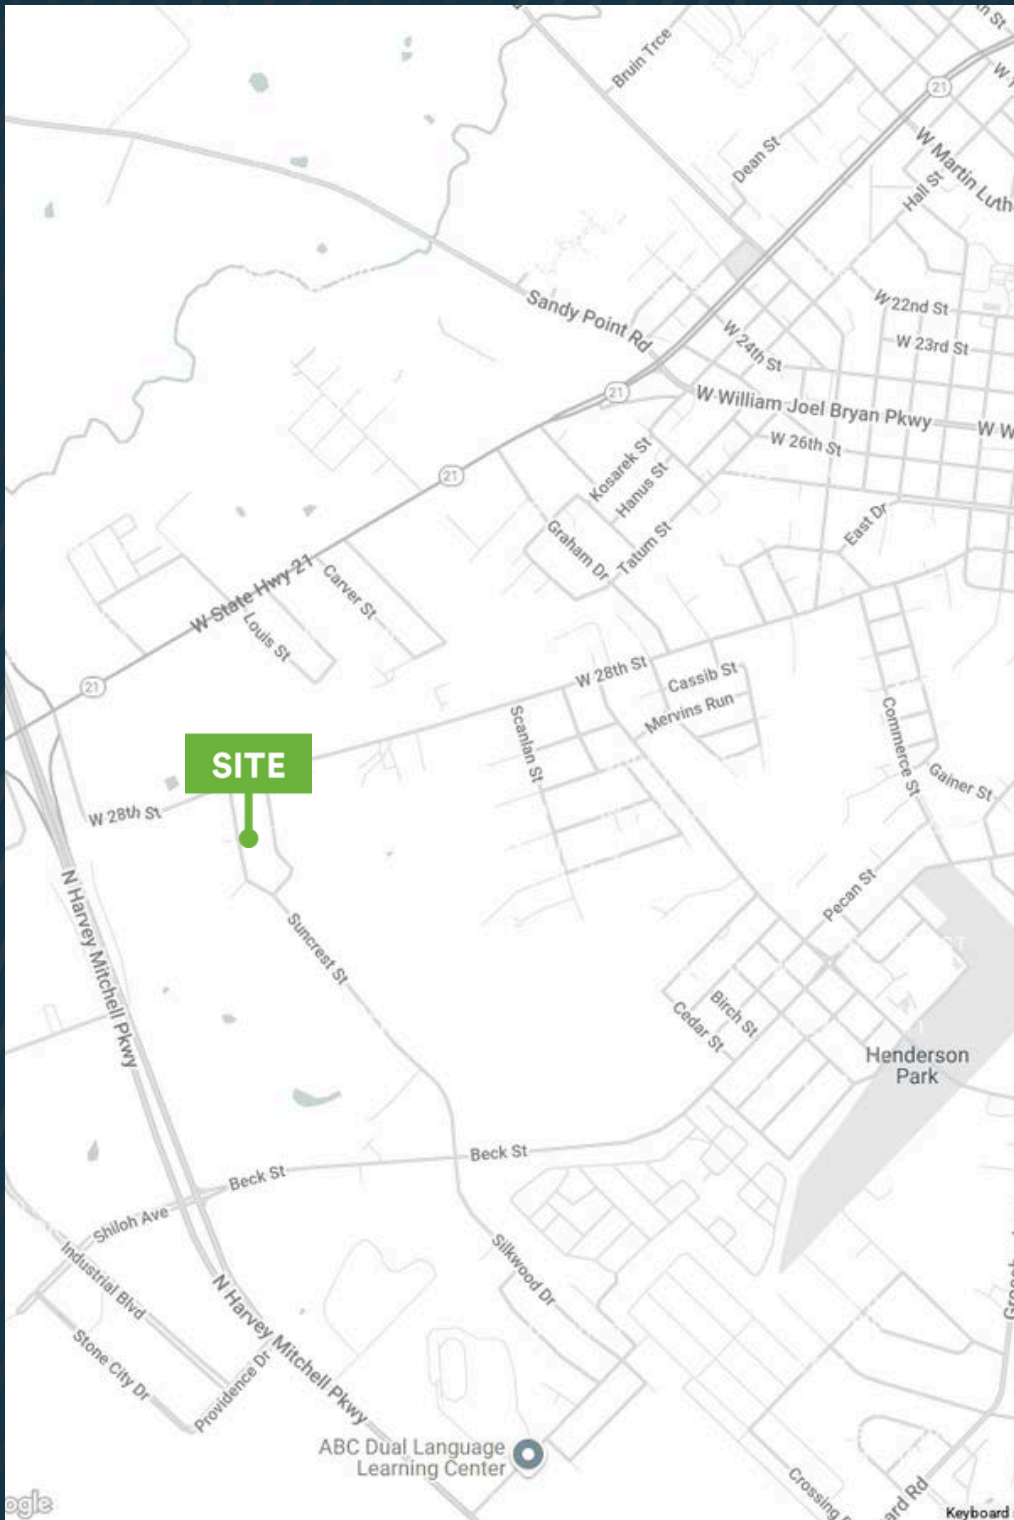 Bruin Trce
21
Dean St
W Martin Luth
Hall St
W 22nd St
Sandy Point Rd
W 24th St
W 23rd St
21
W William Joel Bryan Pkwy
W W
W 26th St
Kosarek St
21
Hanus St
Graham Dr
Tatum St
East Dr
Carver St
W State Hwy 21
Louis St
W 28th St
Cassib St
21
Mervins Run
Scanlan St
Commerce St
SITE
Gainer St
W 28th St
N Harvey Mitchell Pkwy
Pecan St
Suncrest St
Birch St
Cedar St
Henderson
Park
Beck St
Beck St
Shiloh Ave
Industrial Blvd
Silkwood Dr
N Harvey Mitchell Pkwy
Stone City Dr
Providence Dr
ABC Dual Language
Learning Center
Crossing
ard Rd
ogle
Keyboard